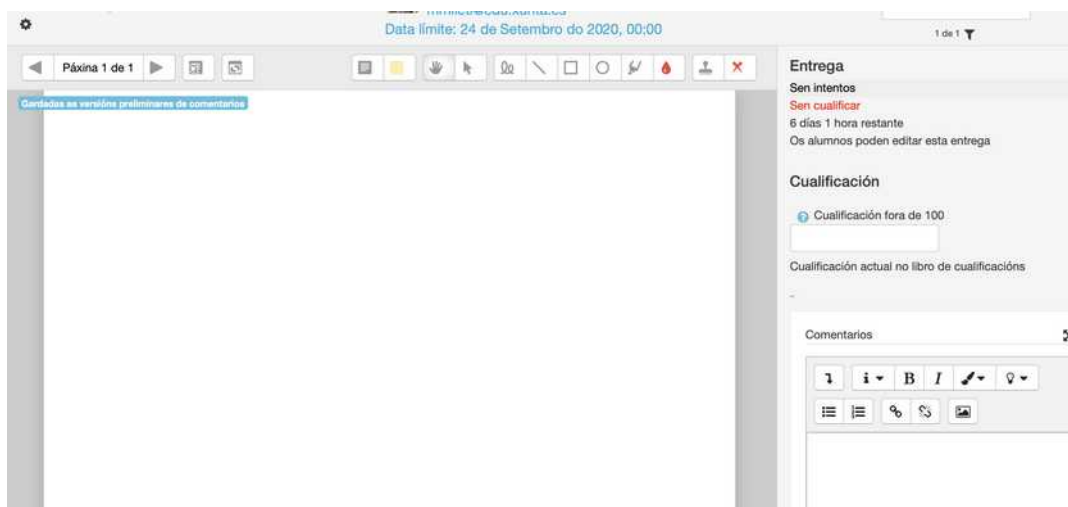 Data límite: 24 de Setembro do 2020, 00:00
1 de 1
Páxina 1 de 1
Gardadas as versións preliminares de comentarios
Entrega
Sen intentos
Sen cualificar
6 días 1 hora restante
Os alumnos poden editar esta entrega
Cualificación
Cualificación fora de 100
Cualificación actual no libro de cualificacións
-
Comentarios
B I